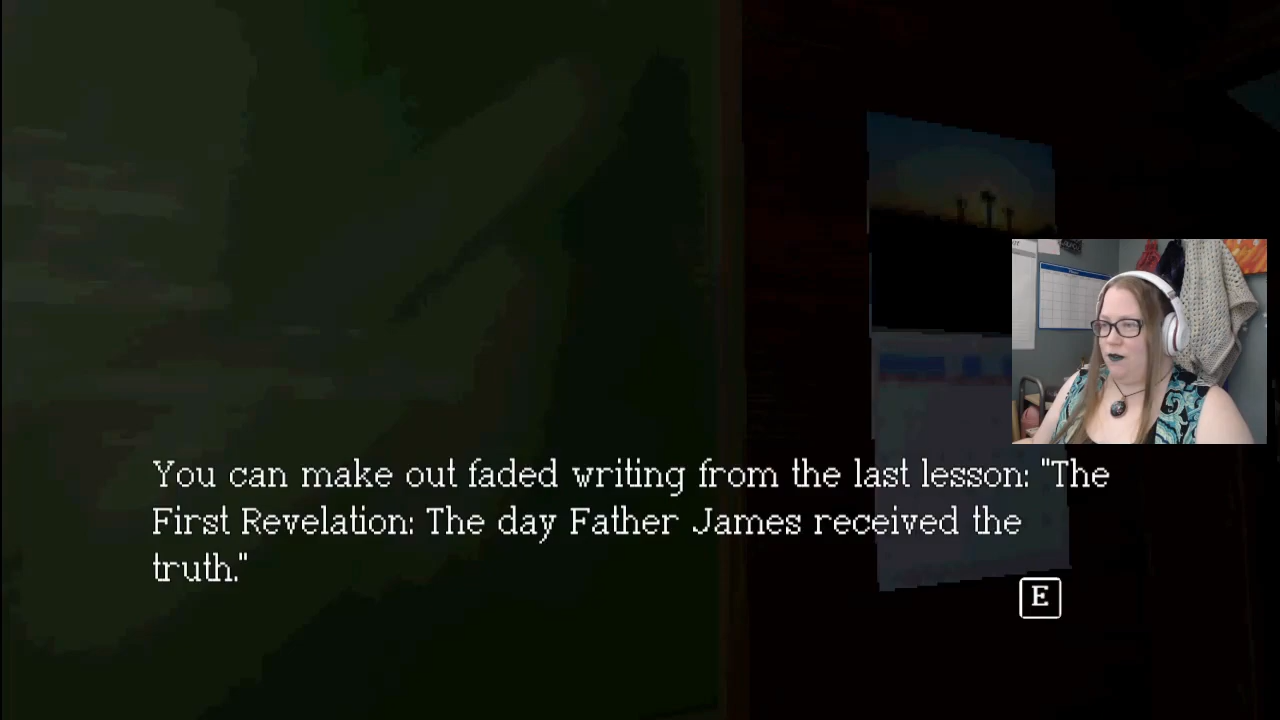 You can make out faded writing from the last lesson: "The
First Revelation: The day Father James received the
truth."
E